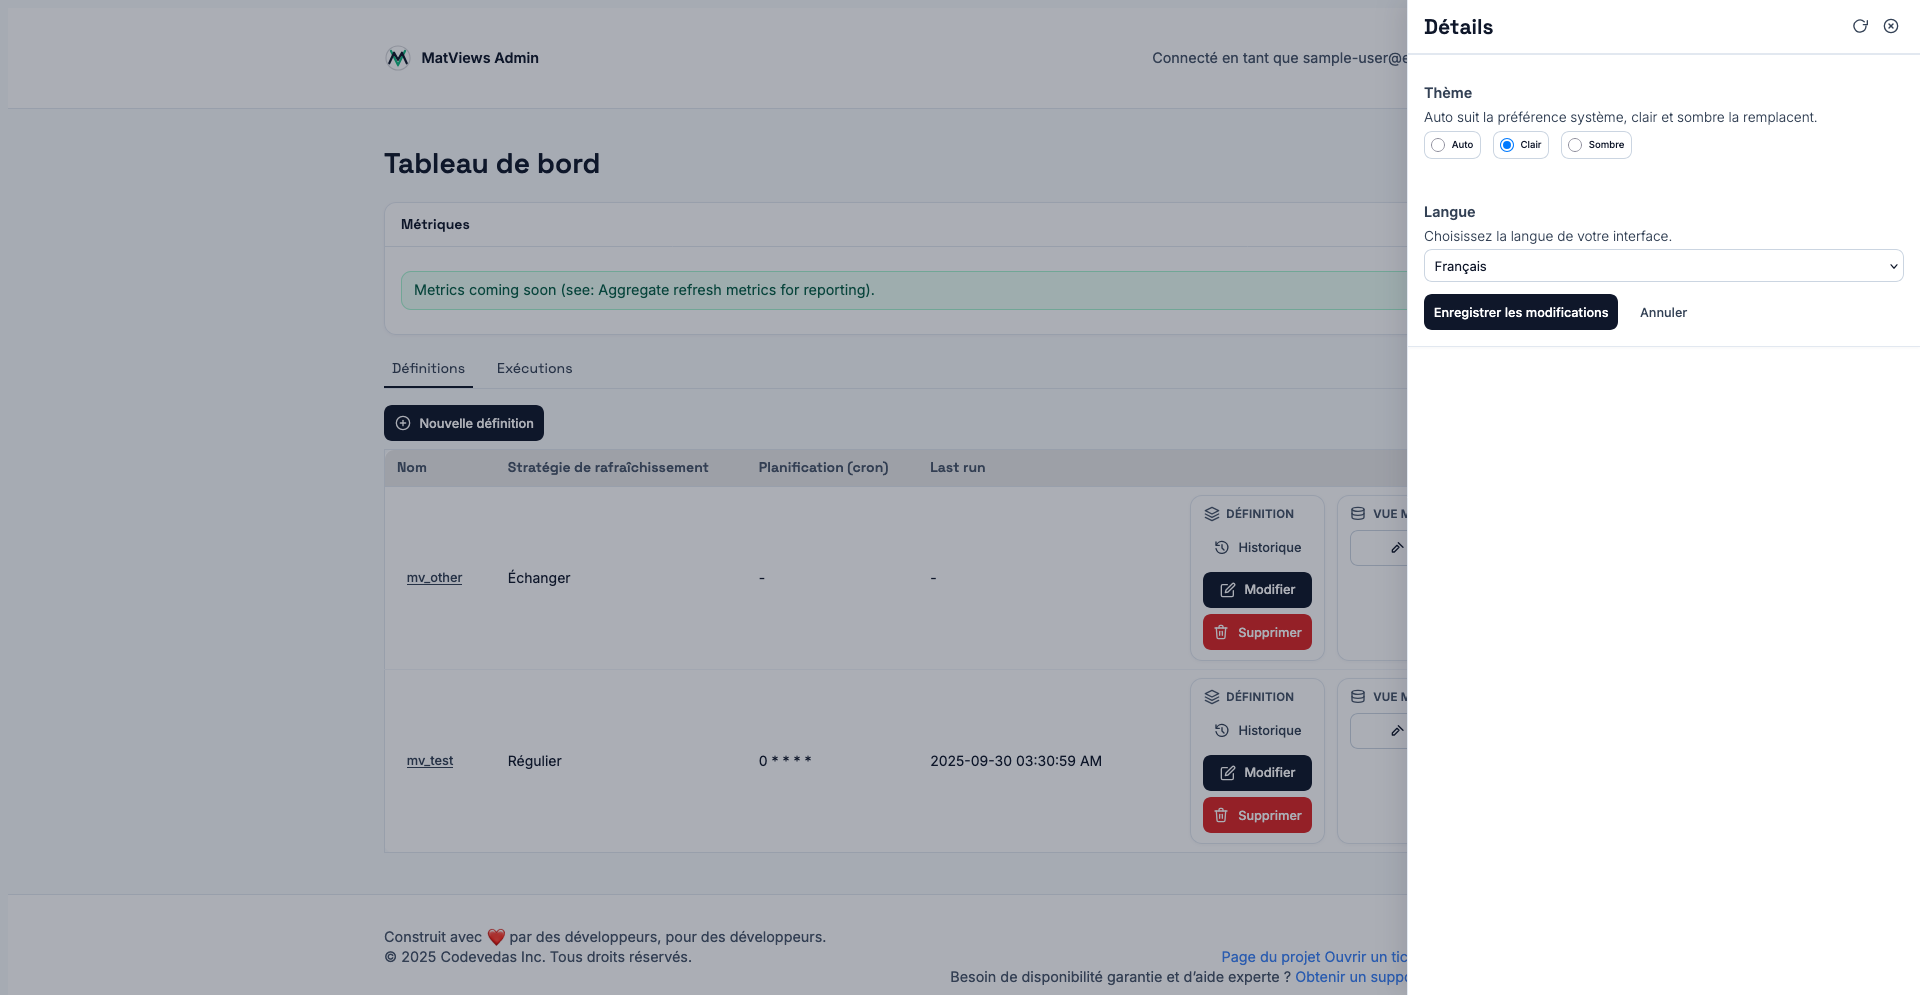 MatViews Admin
Connecté en tant que sample-user@e
Tableau de bord
Métriques
Metrics coming soon (see: Aggregate refresh metrics for reporting).
Définitions
Exécutions
Nouvelle définition
Nom
Stratégie de rafraîchissement
Planification (cron)
Last run
DÉFINITION
VUE M
Historique
mv_other
Échanger
-
-
Modifier
Supprimer
DÉFINITION
VUE M
Historique
mv_test
Régulier
0 * * * *
2025-09-30 03:30:59 AM
Modifier
Supprimer
Construit avec ❤️ par des développeurs, pour des développeurs.
© 2025 Codevedas Inc. Tous droits réservés.
Page du projet Ouvrir un tic
Besoin de disponibilité garantie et d’aide experte ? Obtenir un suppo
Détails
Thème
Auto suit la préférence système, clair et sombre la remplacent.
Auto
Clair
Sombre
Langue
Choisissez la langue de votre interface.
Français
Enregistrer les modifications
Annuler